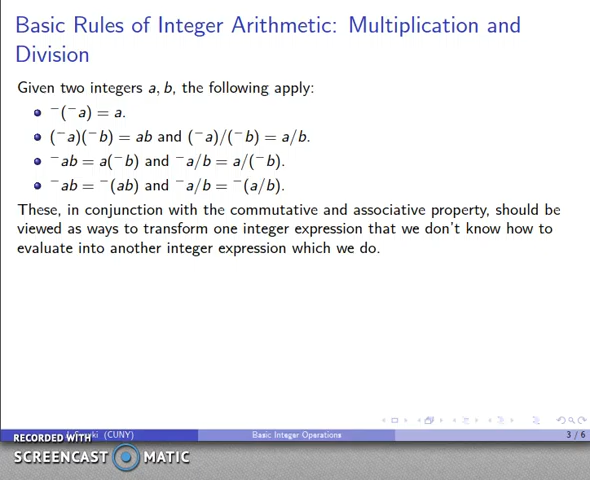 Basic Rules of Integer Arithmetic: Multiplication and
Division
Given two integers a, b, the following apply:
⁻(⁻a) = a.
(⁻a)(⁻b) = ab and (⁻a)/(⁻b) = a/b.
⁻ab = a(⁻b) and ⁻a/b = a/(⁻b).
⁻ab = ⁻(ab) and ⁻a/b = ⁻(a/b).
These, in conjunction with the commutative and associative property, should be
viewed as ways to transform one integer expression that we don't know how to
evaluate into another integer expression which we do.
(CUNY) Basic Integer Operations 3 / 6
RECORDED WITH
SCREENCAST MATIC